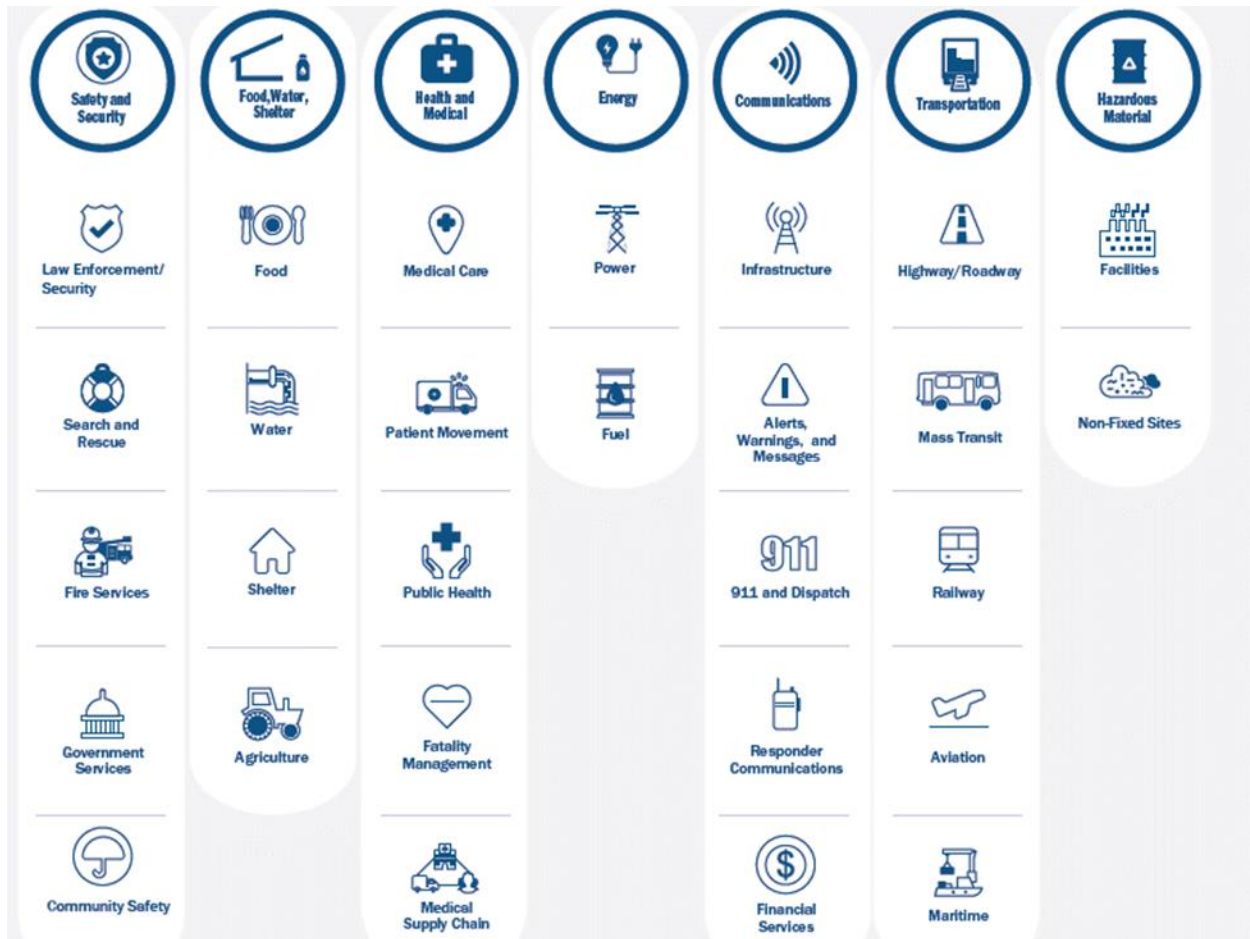 Safety and
Security
Food,Water,
Shelter
Health and
Medical
Energy
Communications
Transportation
Hazardous
Material
Law Enforcement/
Security
Food
Medical Care
Power
Infrastructure
Highway/Roadway
Facilities
Search and
Rescue
Water
Patient Movement
Fuel
Alerts,
Warnings, and
Messages
Mass Transit
Non-Fixed Sites
Fire Services
Shelter
Public Health
911
911 and Dispatch
Railway
Government
Services
Agriculture
Fatality
Management
Responder
Communications
Aviation
Community Safety
Medical
Supply Chain
$
Financial
Services
Maritime